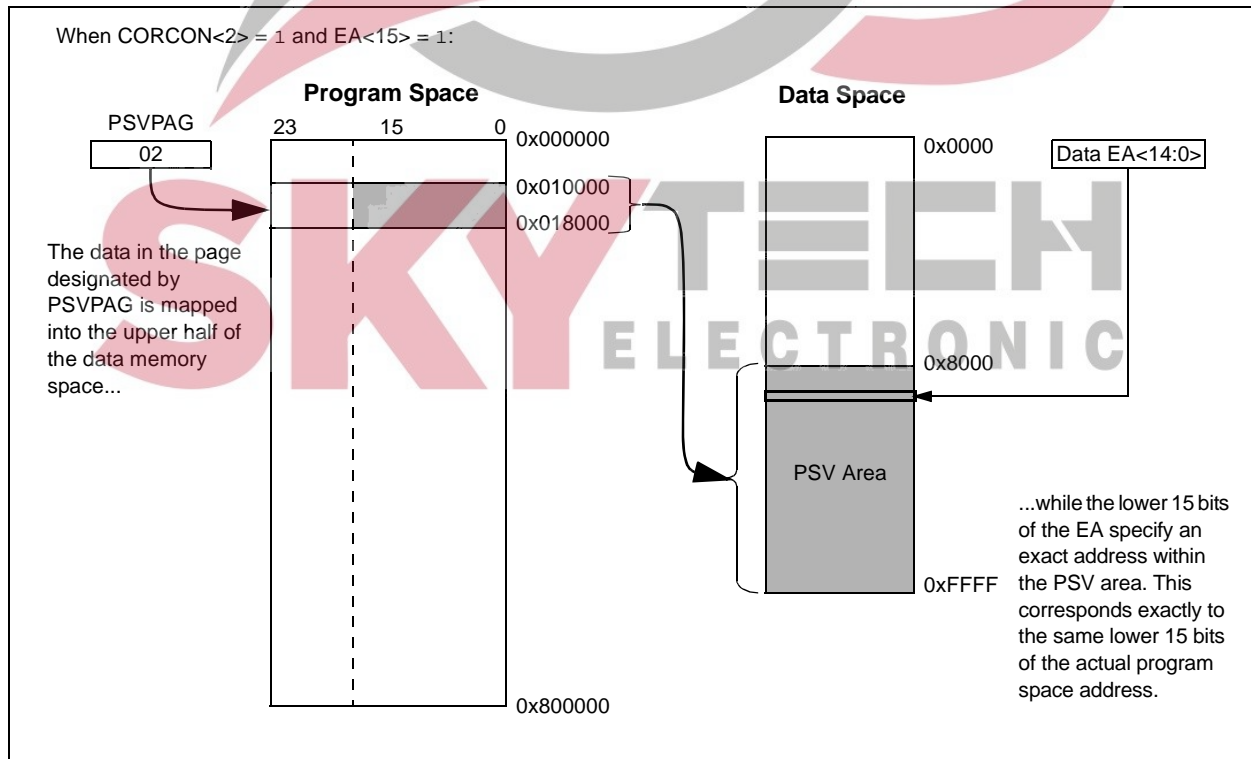 When CORCON<2> = 1 and EA<15> = 1:
Program Space
Data Space
PSVPAG
02
23
15
0
0x000000
0x010000
0x018000
0x800000
The data in the page
designated by
PSVPAG is mapped
into the upper half of
the data memory
space...
0x0000
Data EA<14:0>
0x8000
PSV Area
0xFFFF
...while the lower 15 bits
of the EA specify an
exact address within
the PSV area. This
corresponds exactly to
the same lower 15 bits
of the actual program
space address.
SKYTECH
ELECTRONIC